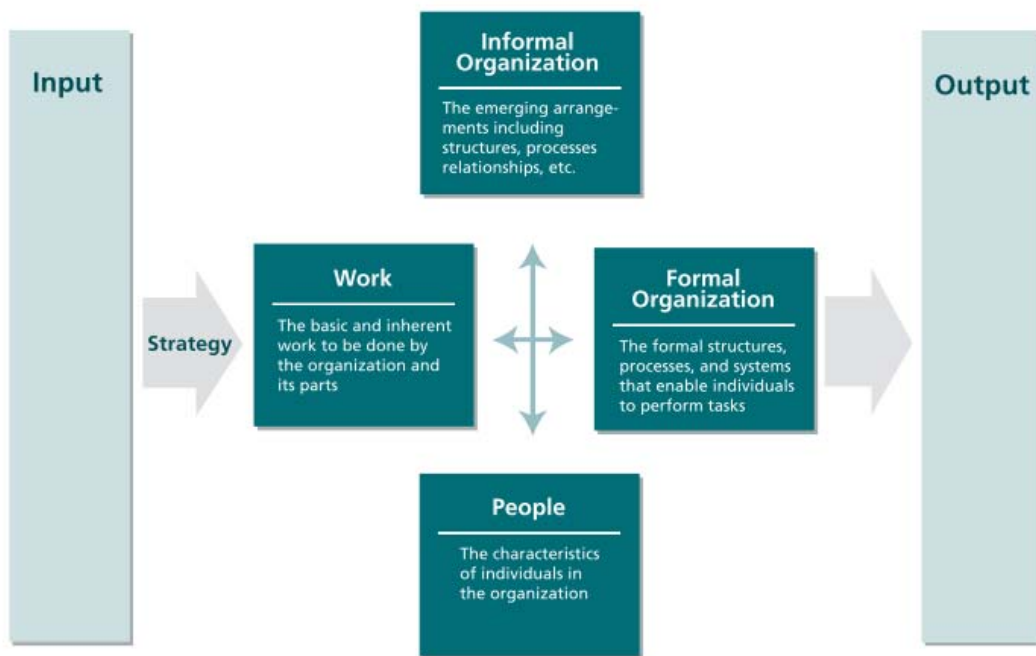 Input
Informal
Organization
The emerging arrange-
ments including
structures, processes
relationships, etc.
Output
Strategy
Work
The basic and inherent
work to be done by
the organization and
its parts
Formal
Organization
The formal structures,
processes, and systems
that enable individuals
to perform tasks
People
The characteristics
of individuals in
the organization